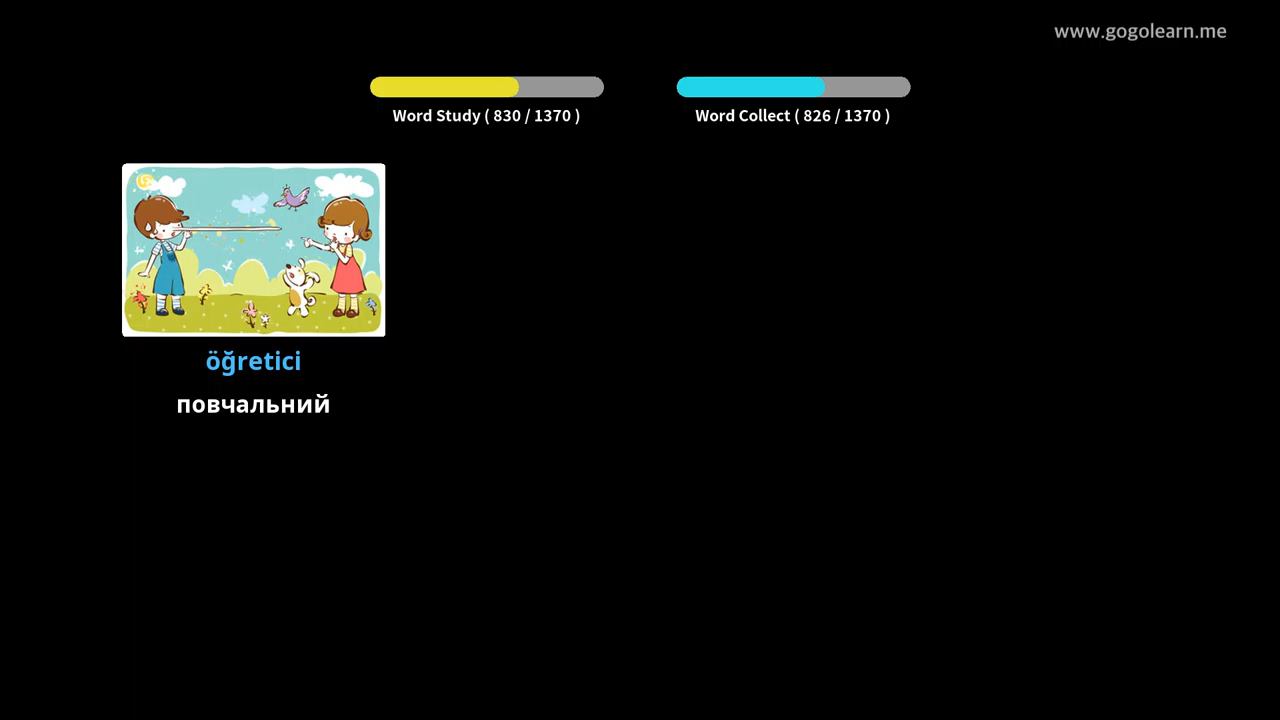 www.gogolearn.me
Word Study ( 830 / 1370 )
Word Collect ( 826 / 1370 )
öğretici
повчальний